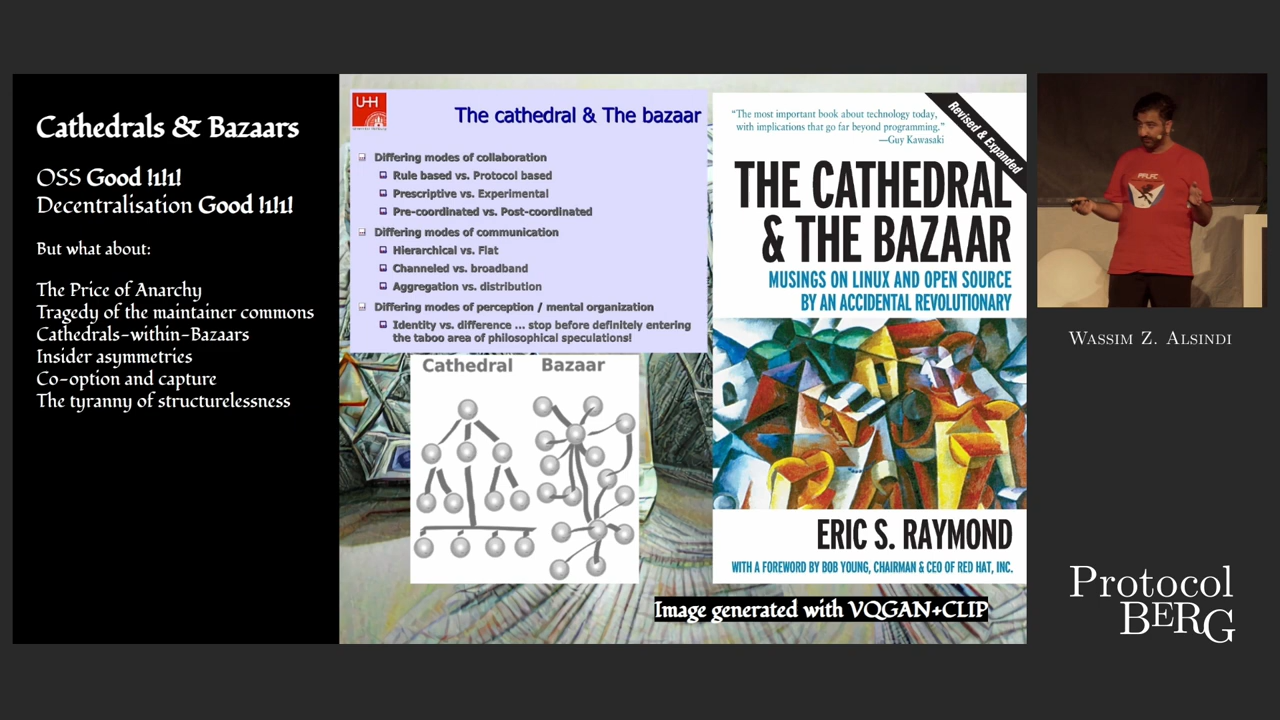 Cathedrals & Bazaars
OSS Good !1!1!
Decentralisation Good !1!1!
But what about:
The Price of Anarchy
Tragedy of the maintainer commons
Cathedrals-within-Bazaars
Insider asymmetries
Co-option and capture
The tyranny of structurelessness
UHH
The cathedral & The bazaar
Differing modes of collaboration
Rule based vs. Protocol based
Prescriptive vs. Experimental
Pre-coordinated vs. Post-coordinated
Differing modes of communication
Hierarchical vs. Flat
Channeled vs. broadband
Aggregation vs. distribution
Differing modes of perception / mental organization
Identity vs. difference ... stop before definitely entering
the taboo area of philosophical speculations!
Cathedral Bazaar
“The most important book about technology today,
with implications that go far beyond programming.”
—Guy Kawasaki
Revised & Expanded
THE CATHEDRAL
& THE BAZAAR
MUSINGS ON LINUX AND OPEN SOURCE
BY AN ACCIDENTAL REVOLUTIONARY
ERIC S. RAYMOND
WITH A FOREWORD BY BOB YOUNG, CHAIRMAN & CEO OF RED HAT, INC.
Image generated with VQGAN+CLIP
Wassim Z. Alsindi
Protocol
BERG